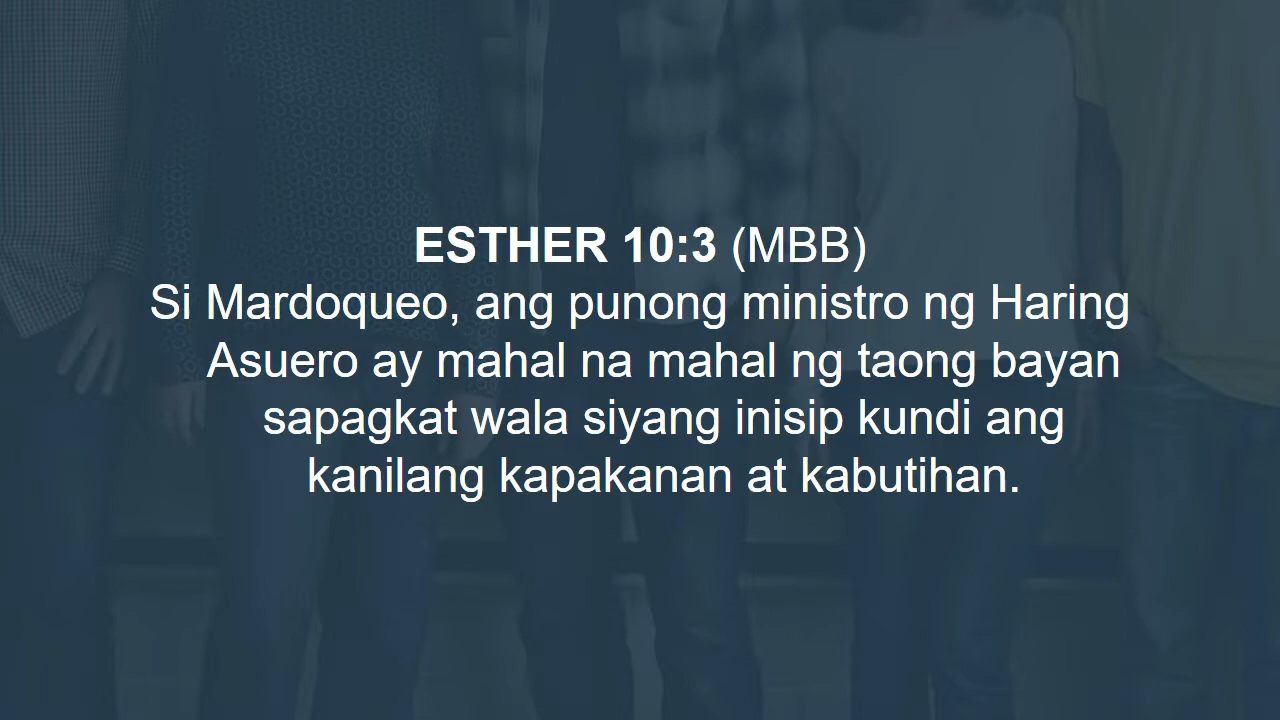 ESTHER 10:3 (MBB)
Si Mardoqueo, ang punong ministro ng Haring
Asuero ay mahal na mahal ng taong bayan
sapagkat wala siyang inisip kundi ang
kanilang kapakanan at kabutihan.